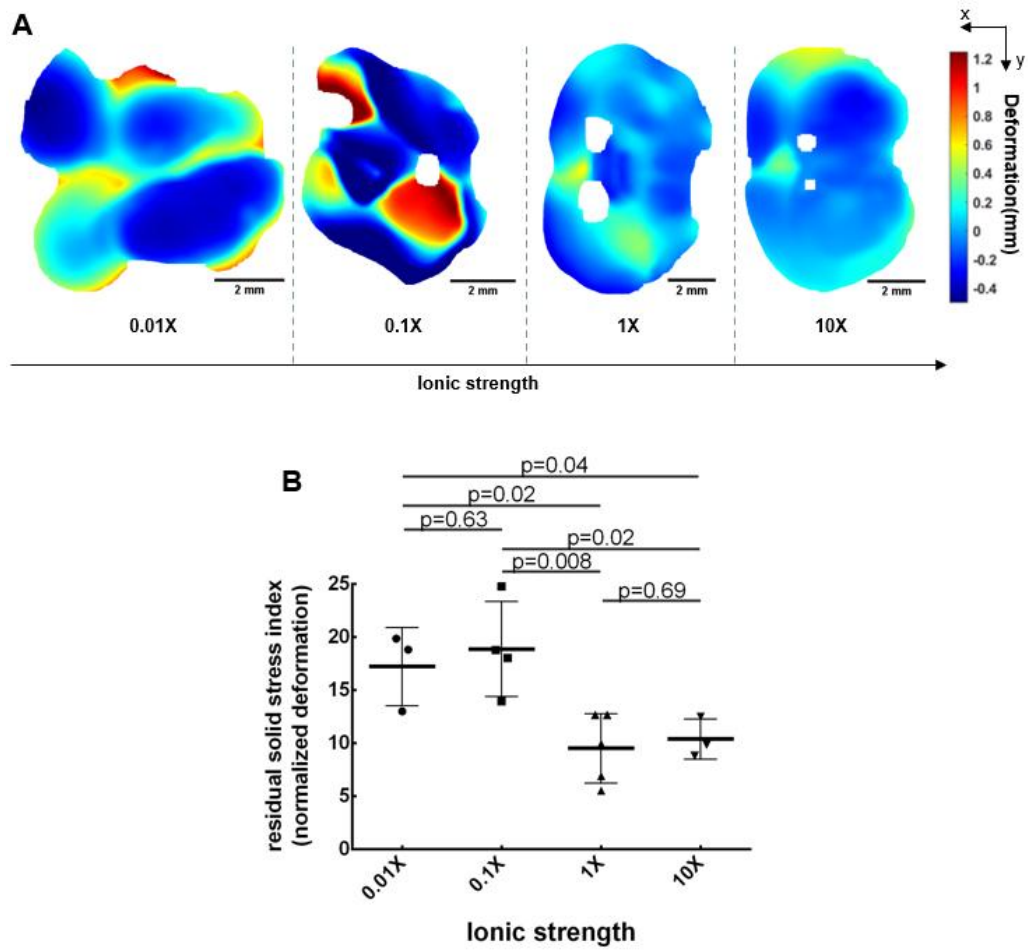 A
x
y
1.2
1
0.8
0.6
0.4
0.2
0
-0.2
-0.4
Deformation(mm)
2 mm
2 mm
2 mm
2 mm
0.01X
0.1X
1X
10X
Ionic strength
B
p=0.04
p=0.02
p=0.63
p=0.02
p=0.008
p=0.69
residual solid stress index
(normalized deformation)
25
20
15
10
5
0
0.01X
0.1X
1X
10X
Ionic strength